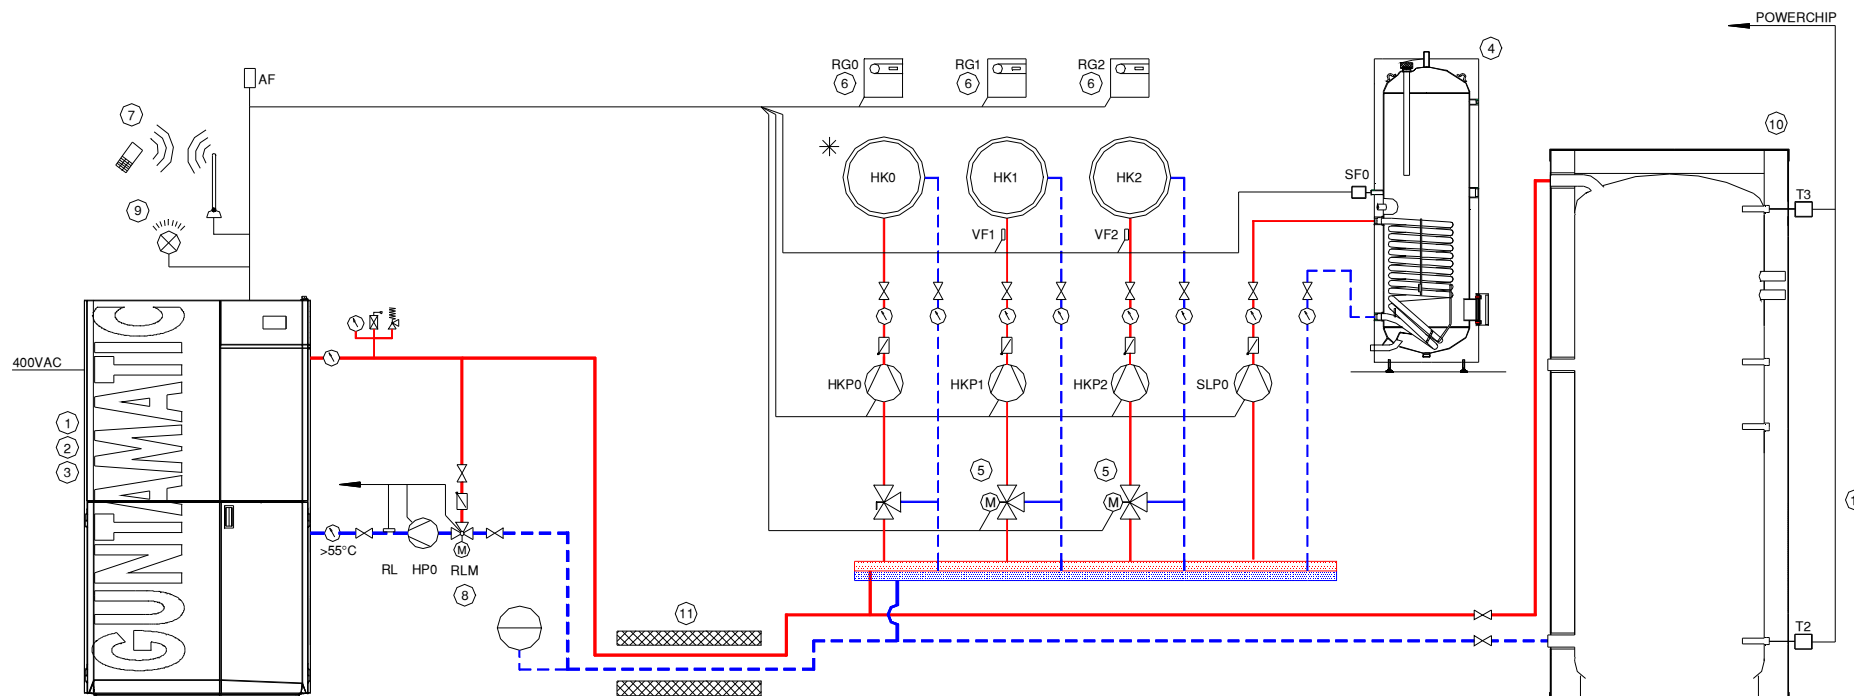 POWERCHIP
4
RG0
RG1
RG2
6
6
6
AF
7
10
SF0
T3
HK0
HK1
HK2
9
VF1
VF2
GUNTAMATIC
400VAC
HKP0
HKP1
HKP2
SLP0
1
2
3
5
5
M
M
M
>55°C
RL
HP0
RLM
8
11
T2